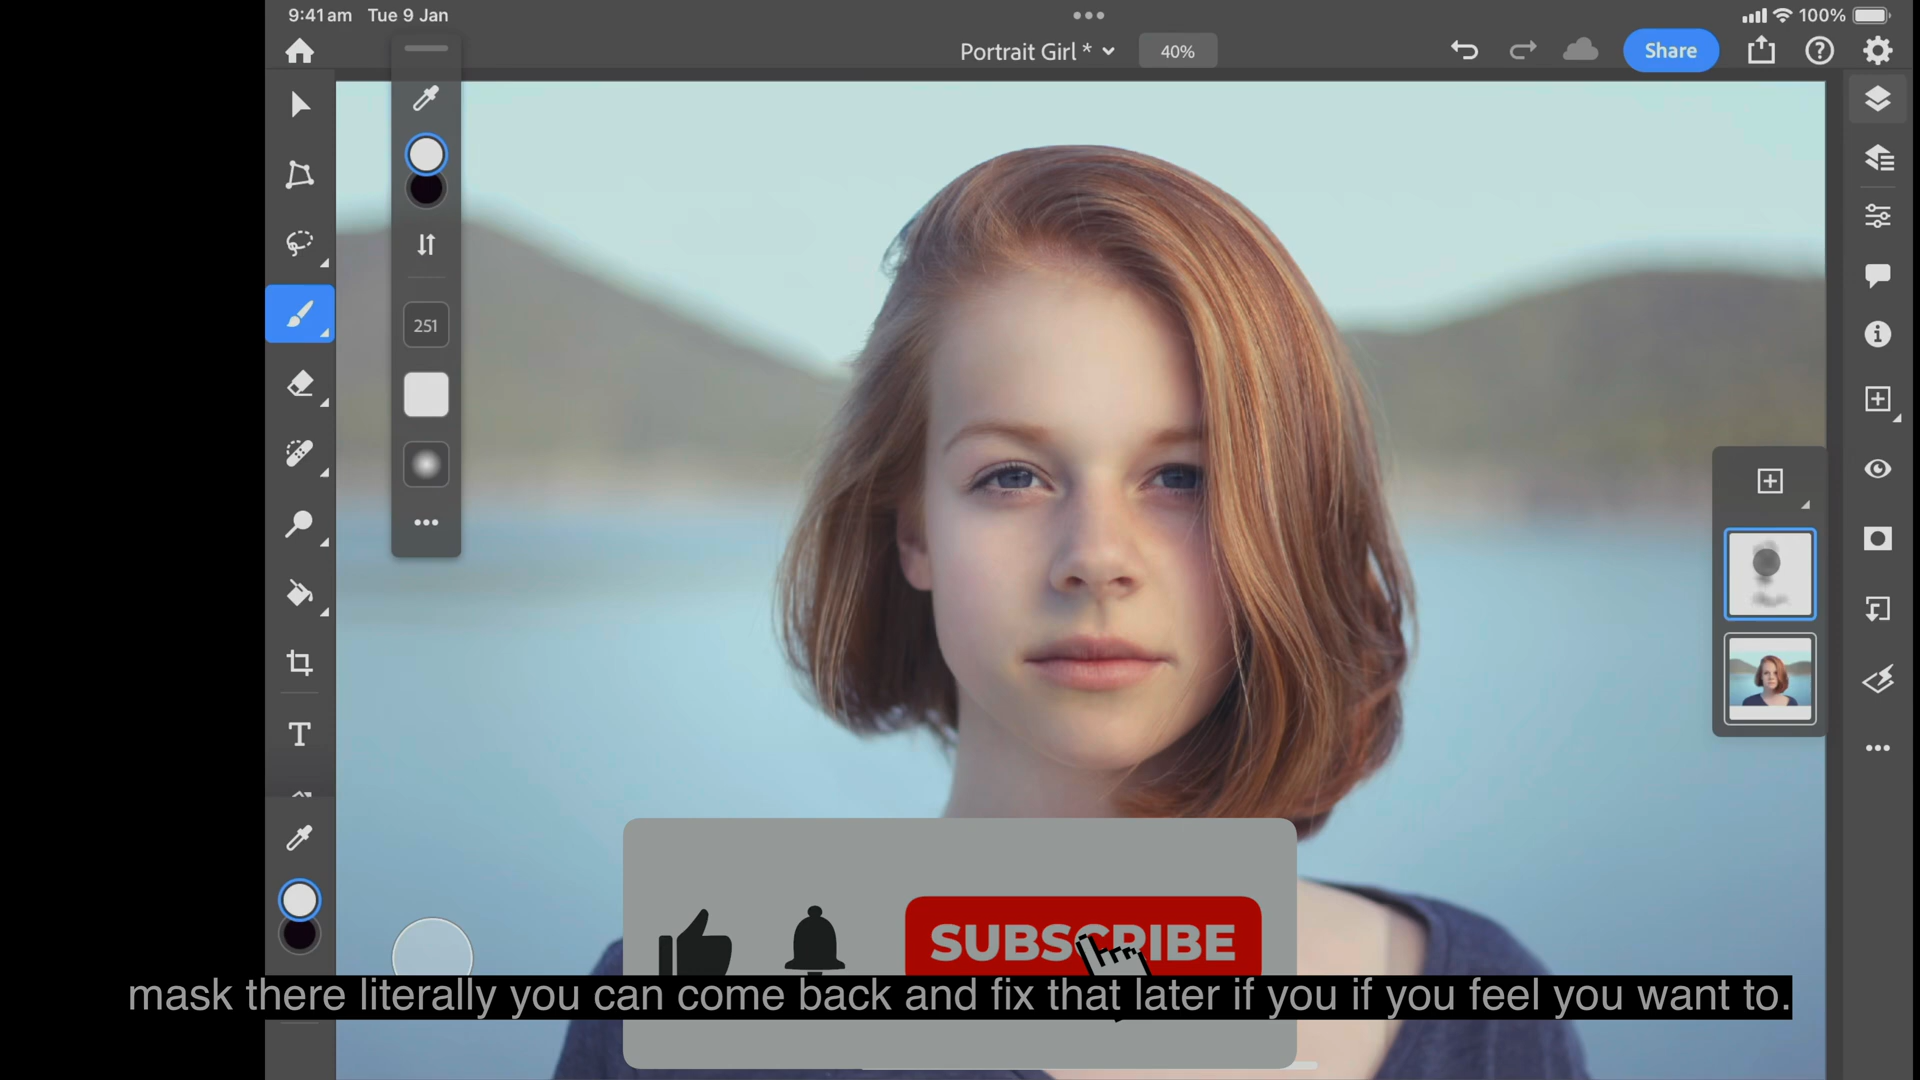 9:41 am Tue 9 Jan
100%
Portrait Girl *
40%
Share
251
T
SUBSCRIBE
mask there literally you can come back and fix that later if you if you feel you want to.